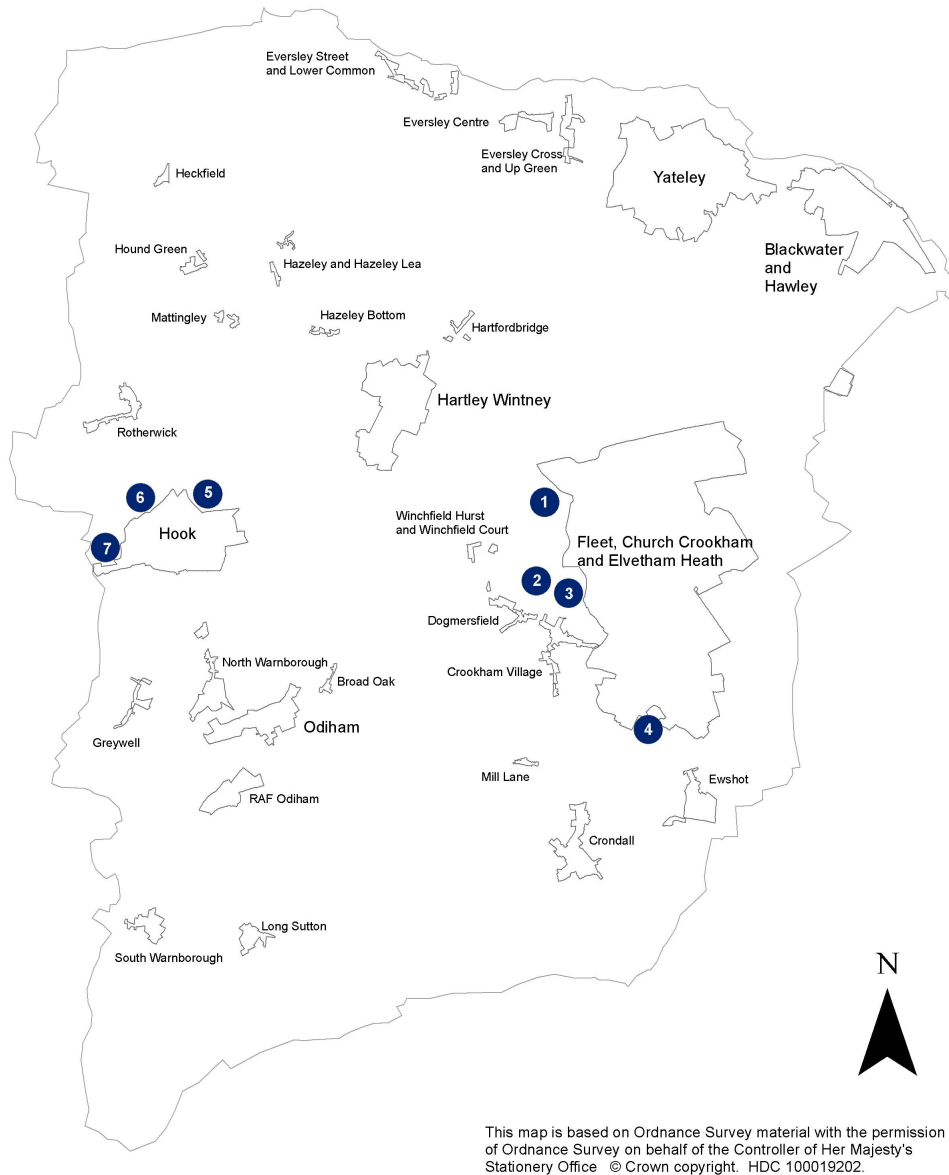 Eversley Street
and Lower Common
Eversley Centre
Eversley Cross
and Up Green
Yateley
Heckfield
Blackwater
and
Hawley
Hound Green
Hazeley and Hazeley Lea
Mattingley
Hazeley Bottom
Hartfordbridge
Hartley Wintney
Rotherwick
6
5
1
Hook
7
Winchfield Hurst
and Winchfield Court
Fleet, Church Crookham
and Elvetham Heath
2
3
Dogmersfield
North Warnborough
Broad Oak
Crookham Village
Greywell
Odiham
4
Mill Lane
Ewshot
RAF Odiham
Crondall
Long Sutton
South Warnborough
N
This map is based on Ordnance Survey material with the permission
of Ordnance Survey on behalf of the Controller of Her Majesty's
Stationery Office © Crown copyright. HDC 100019202.